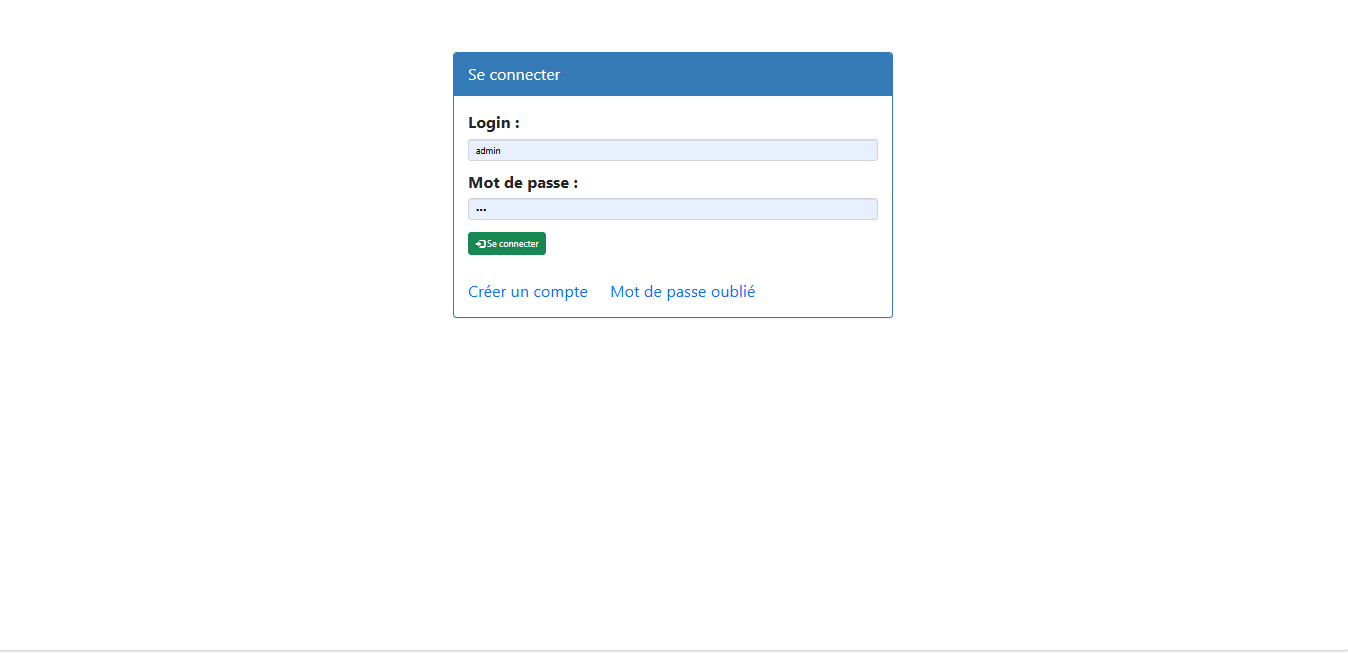 Se connecter
Login :
admin
Mot de passe :
•••
Se connecter
Créer un compte Mot de passe oublié